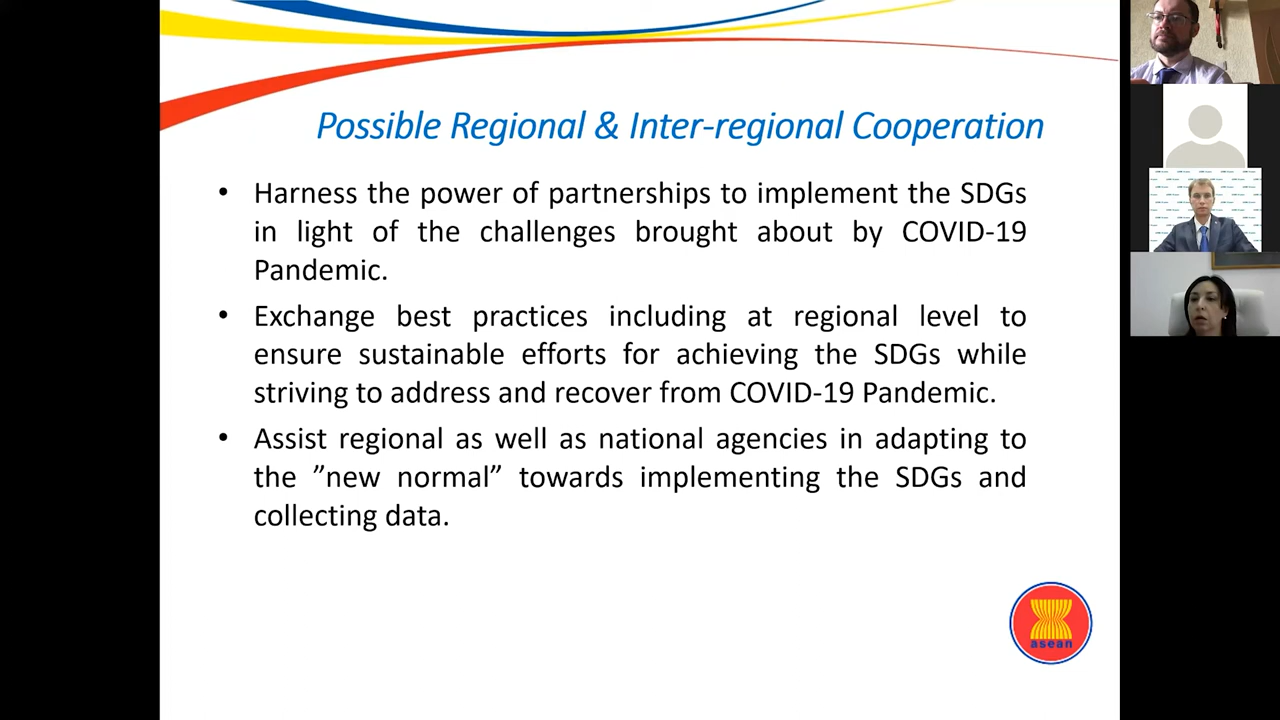 Possible Regional & Inter-regional Cooperation
• Harness the power of partnerships to implement the SDGs
in light of the challenges brought about by COVID-19
Pandemic.
• Exchange best practices including at regional level to
ensure sustainable efforts for achieving the SDGs while
striving to address and recover from COVID-19 Pandemic.
• Assist regional as well as national agencies in adapting to
the ”new normal” towards implementing the SDGs and
collecting data.
asean